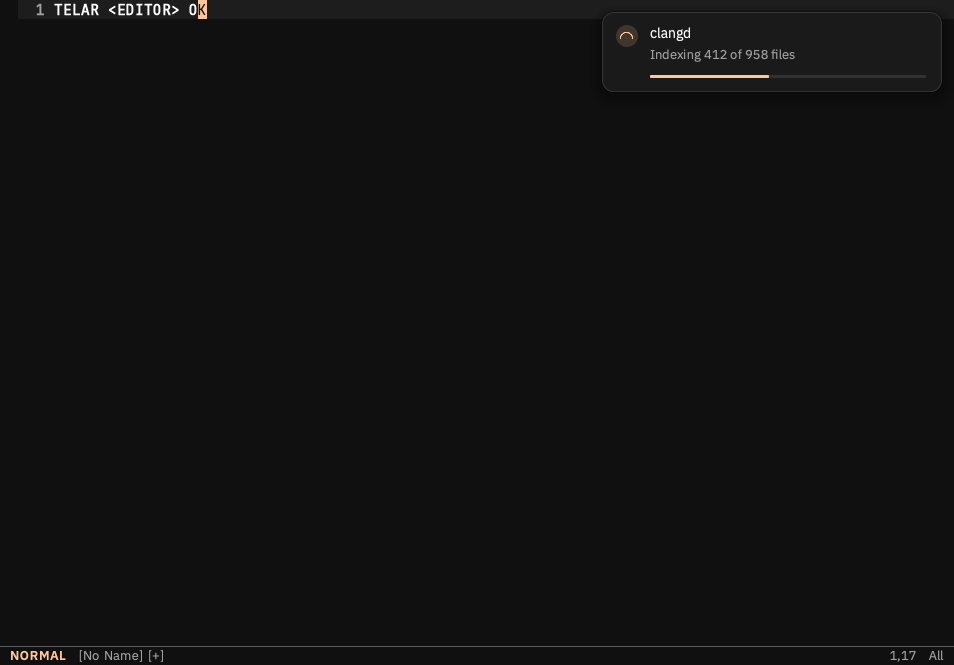 1 TELAR <EDITOR> OK
clangd
Indexing 412 of 958 files
NORMAL [No Name] [+] 1,17 All